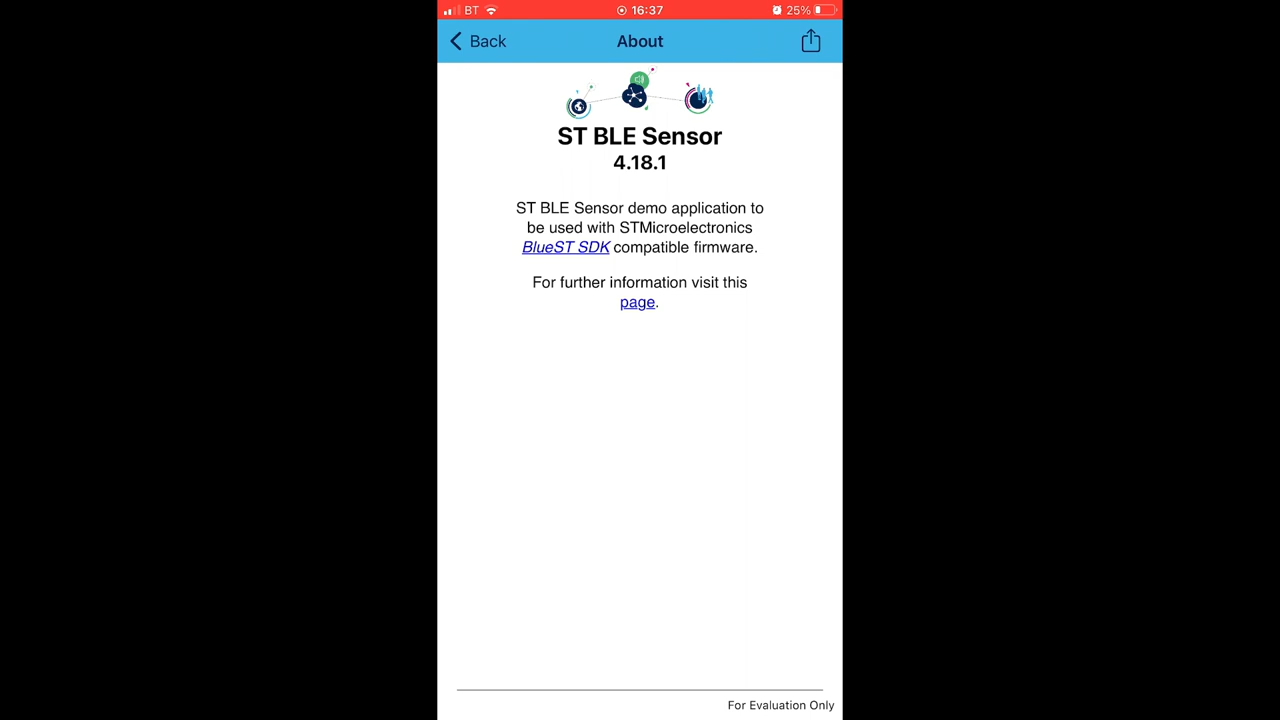 BT 16:37 25%
Back About
ST BLE Sensor
4.18.1
ST BLE Sensor demo application to
be used with STMicroelectronics
BlueST SDK compatible firmware.
For further information visit this
page.
For Evaluation Only